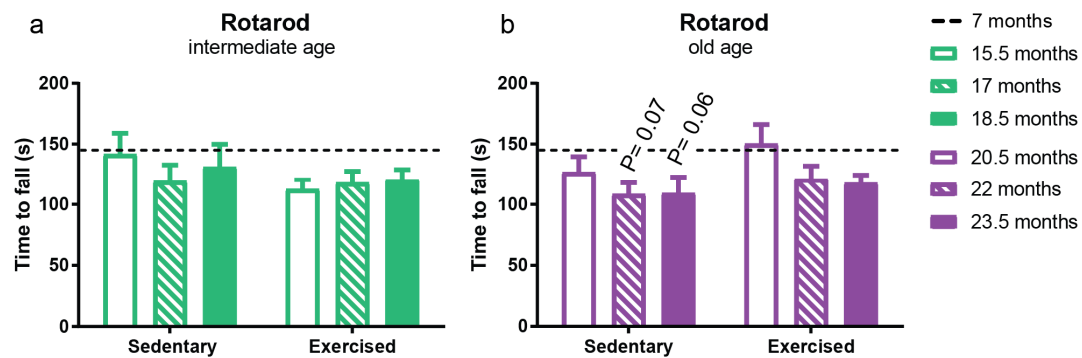 a
Rotarod
intermediate age
Time to fall (s)
200
150
100
50
0
Sedentary
Exercised
b
Rotarod
old age
Time to fall (s)
200
150
100
50
0
P= 0.07
P= 0.06
Sedentary
Exercised
7 months
15.5 months
17 months
18.5 months
20.5 months
22 months
23.5 months